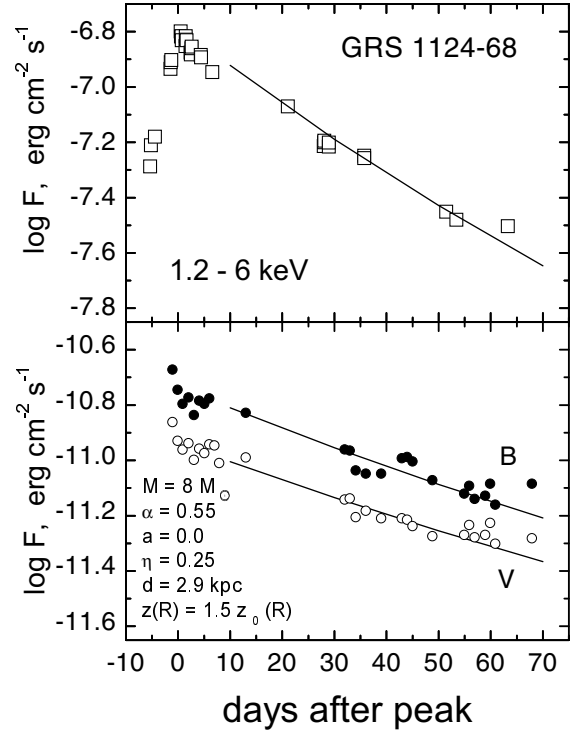 GRS 1124-68
log F, erg cm⁻² s⁻¹
-6.8
-7.0
-7.2
-7.4
-7.6
-7.8
1.2 - 6 keV
log F, erg cm⁻² s⁻¹
-10.6
-10.8
-11.0
-11.2
-11.4
-11.6
B
V
M = 8 M
α = 0.55
a = 0.0
η = 0.25
d = 2.9 kpc
z(R) = 1.5 z₀ (R)
-10 0 10 20 30 40 50 60 70
days after peak